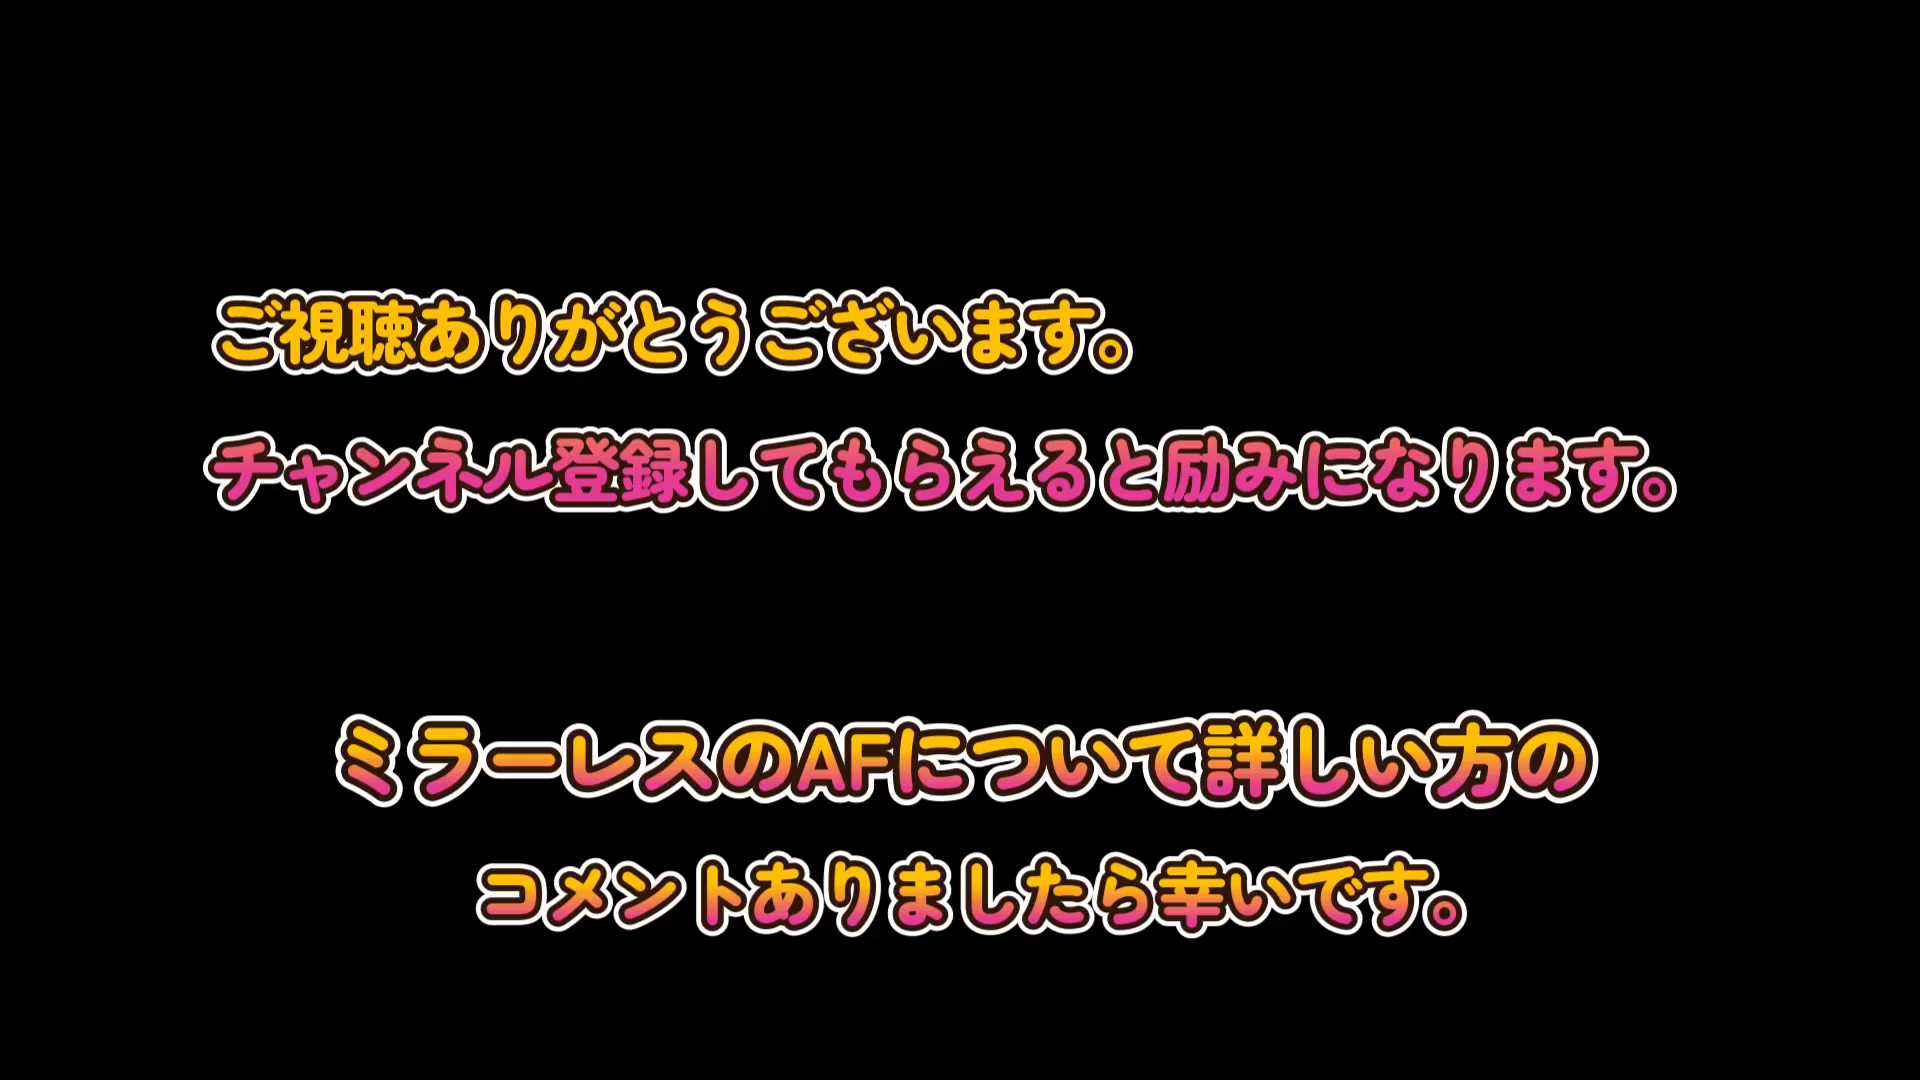 ご視聴ありがとうございます。
チャンネル登録してもらえると励みになります。
ミラーレスのAFについて詳しい方の
コメントありましたら幸いです。